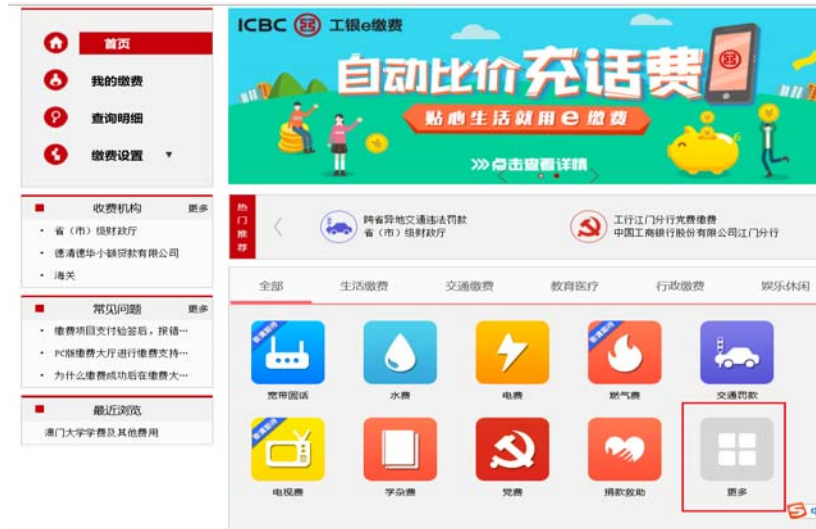 首页
我的缴费
查询明细
缴费设置 ▼
ICBC 工银e缴费
自动比价充话费
贴心生活就用e缴费
>>>点击查看详情
收费机构 更多
· 省（市）级财政厅
· 德清德华小额贷款有限公司
· 海关
常见问题 更多
· 缴费项目支付验签后，报错…
· PC版缴费大厅进行缴费支持…
· 为什么缴费成功后在缴费大…
最近浏览
澳门大学学费及其他费用
热门推荐
跨省异地交通违法罚款
省（市）级财政厅
工行江门分行党费缴费
中国工商银行股份有限公司江门分行
全部 生活缴费 交通缴费 教育医疗 行政缴费 娱乐休闲
宽带固话 水费 电费 燃气费 交通罚款
电视费 学杂费 党费 捐款救助 更多